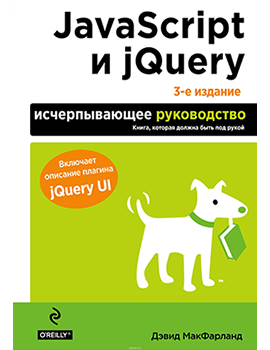 JavaScript
и jQuery
3-е издание
исчерпывающее руководство
Книга, которая должна быть под рукой
Включает
описание плагина
jQuery UI
O'REILLY®
Дэвид МакФарланд